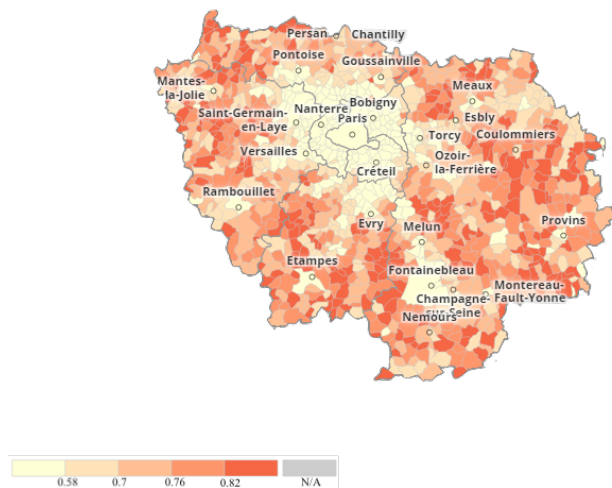 Persan
Chantilly
Pontoise
Goussainville
Mantes-
la-Jolie
Meaux
Saint-Germain-
en-Laye
Nanterre
Bobigny
Paris
Esbly
Torcy
Coulommiers
Versailles
Ozoir-
la-Ferrière
Créteil
Rambouillet
Evry
Melun
Provins
Etampes
Fontainebleau
Champagne-
sur-Seine
Montereau-
Fault-Yonne
Nemours
0.58 0.7 0.76 0.82 N/A